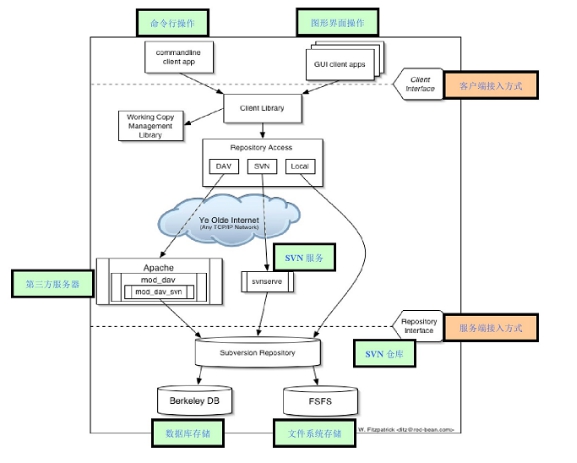 命令行操作
图形界面操作
commandline
client app
GUI client apps
Client
Interface
客户端接入方式
Client Library
Working Copy
Management
Library
Repository Access
DAV
SVN
Local
Ye Olde Internet
(Any TCP/IP Network)
SVN 服务
第三方服务器
Apache
mod_dav
mod_dav_svn
svnserve
Repository
Interface
服务端接入方式
Subversion Repository
SVN 仓库
Berkeley DB
FSFS
数据库存储
文件系统存储
W. Fitzpatrick <fitz@red-bean.com>